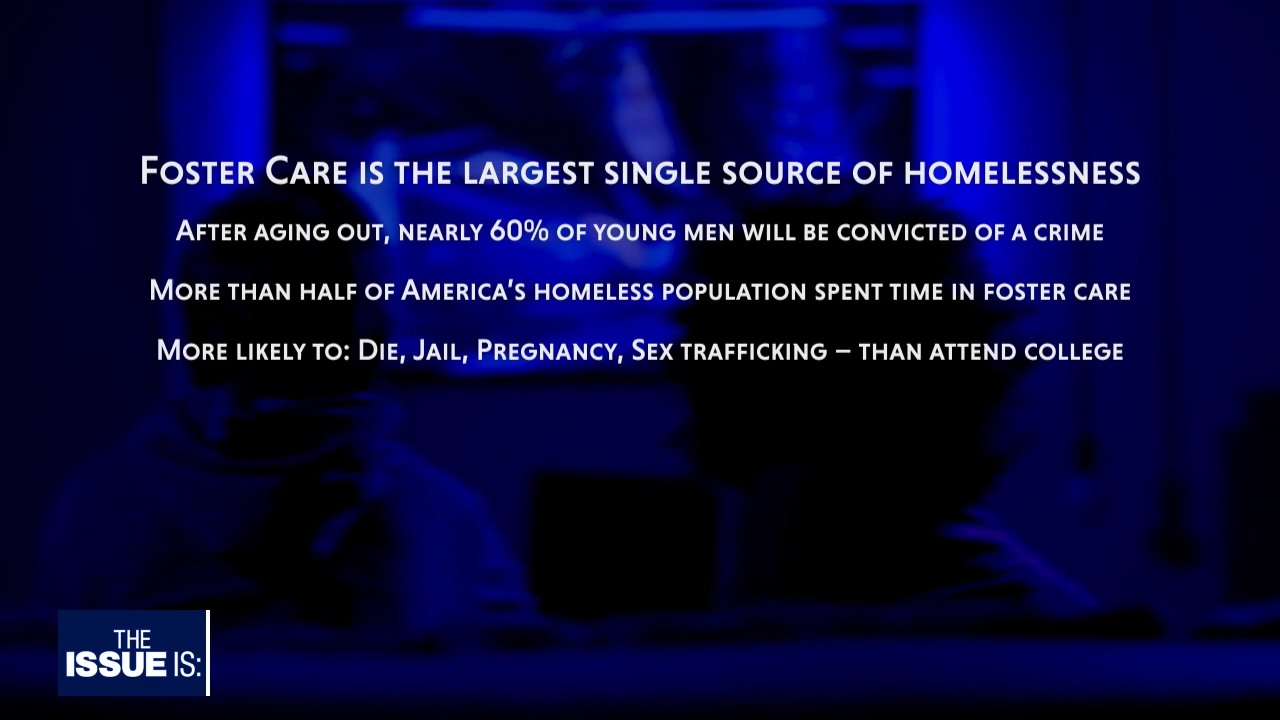 Foster Care is the largest single source of homelessness
After aging out, nearly 60% of young men will be convicted of a crime
More than half of America's homeless population spent time in foster care
More likely to: Die, Jail, Pregnancy, Sex trafficking – than attend college
THE
ISSUE IS: